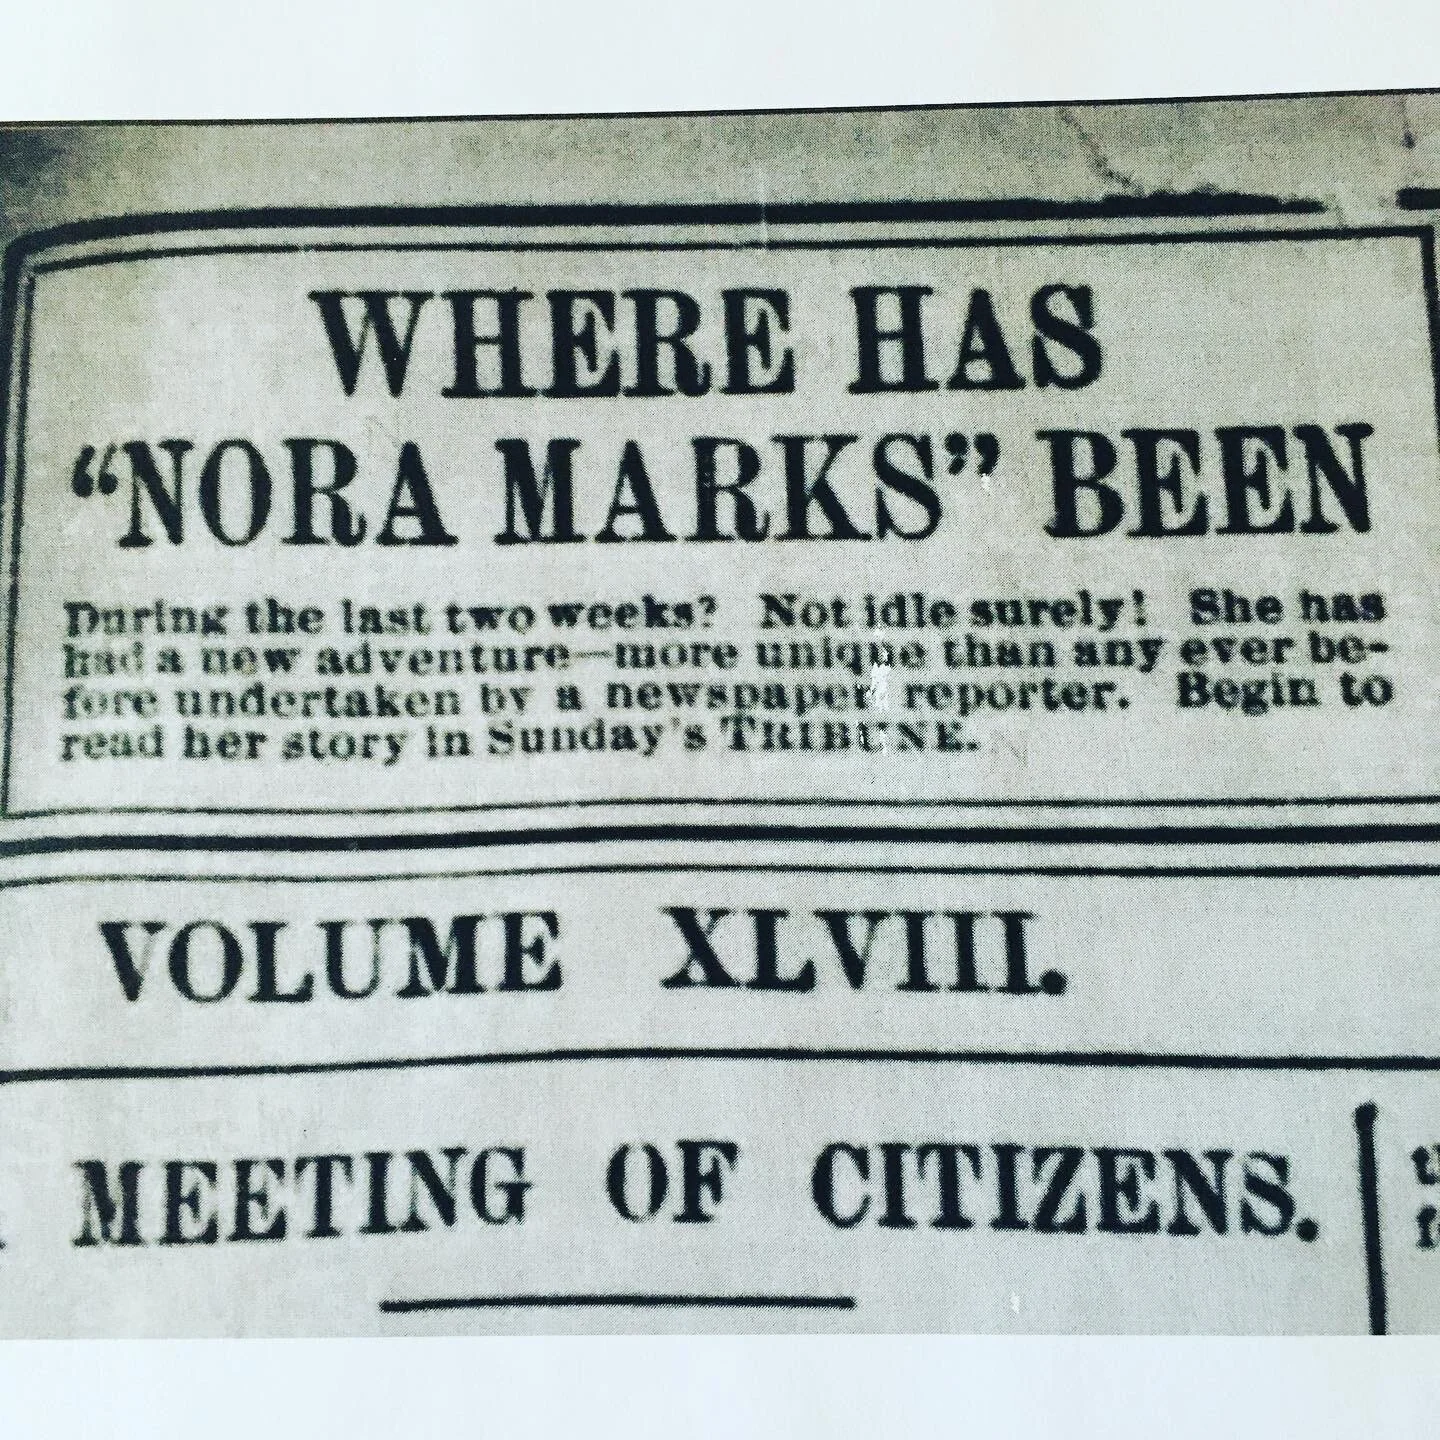 WHERE HAS
“NORA MARKS” BEEN
During the last two weeks? Not idle surely! She has
had a new adventure—more unique than any ever be-
fore undertaken by a newspaper reporter. Begin to
read her story in Sunday's TRIBUNE.
VOLUME XLVIII.
MEETING OF CITIZENS.